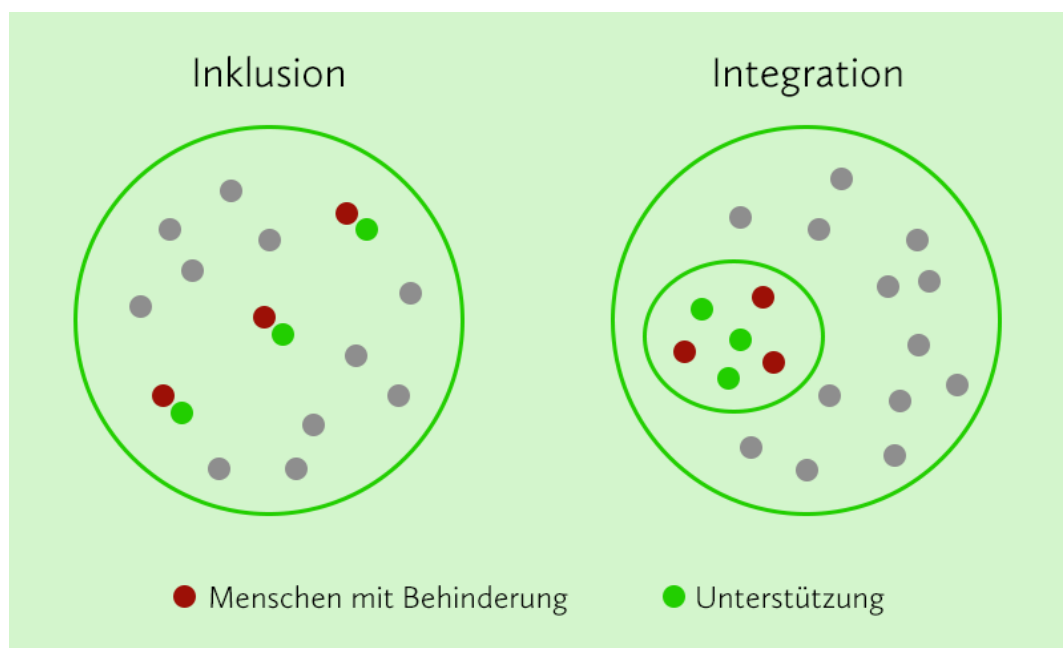 Inklusion
Integration
Menschen mit Behinderung
Unterstützung